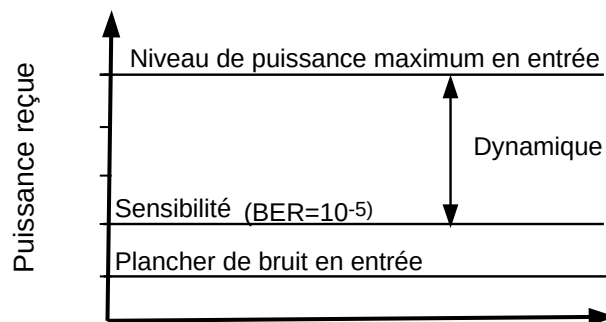 Niveau de puissance maximum en entrée
Puissance reçue
Dynamique
Sensibilité (BER=10-5)
Plancher de bruit en entrée